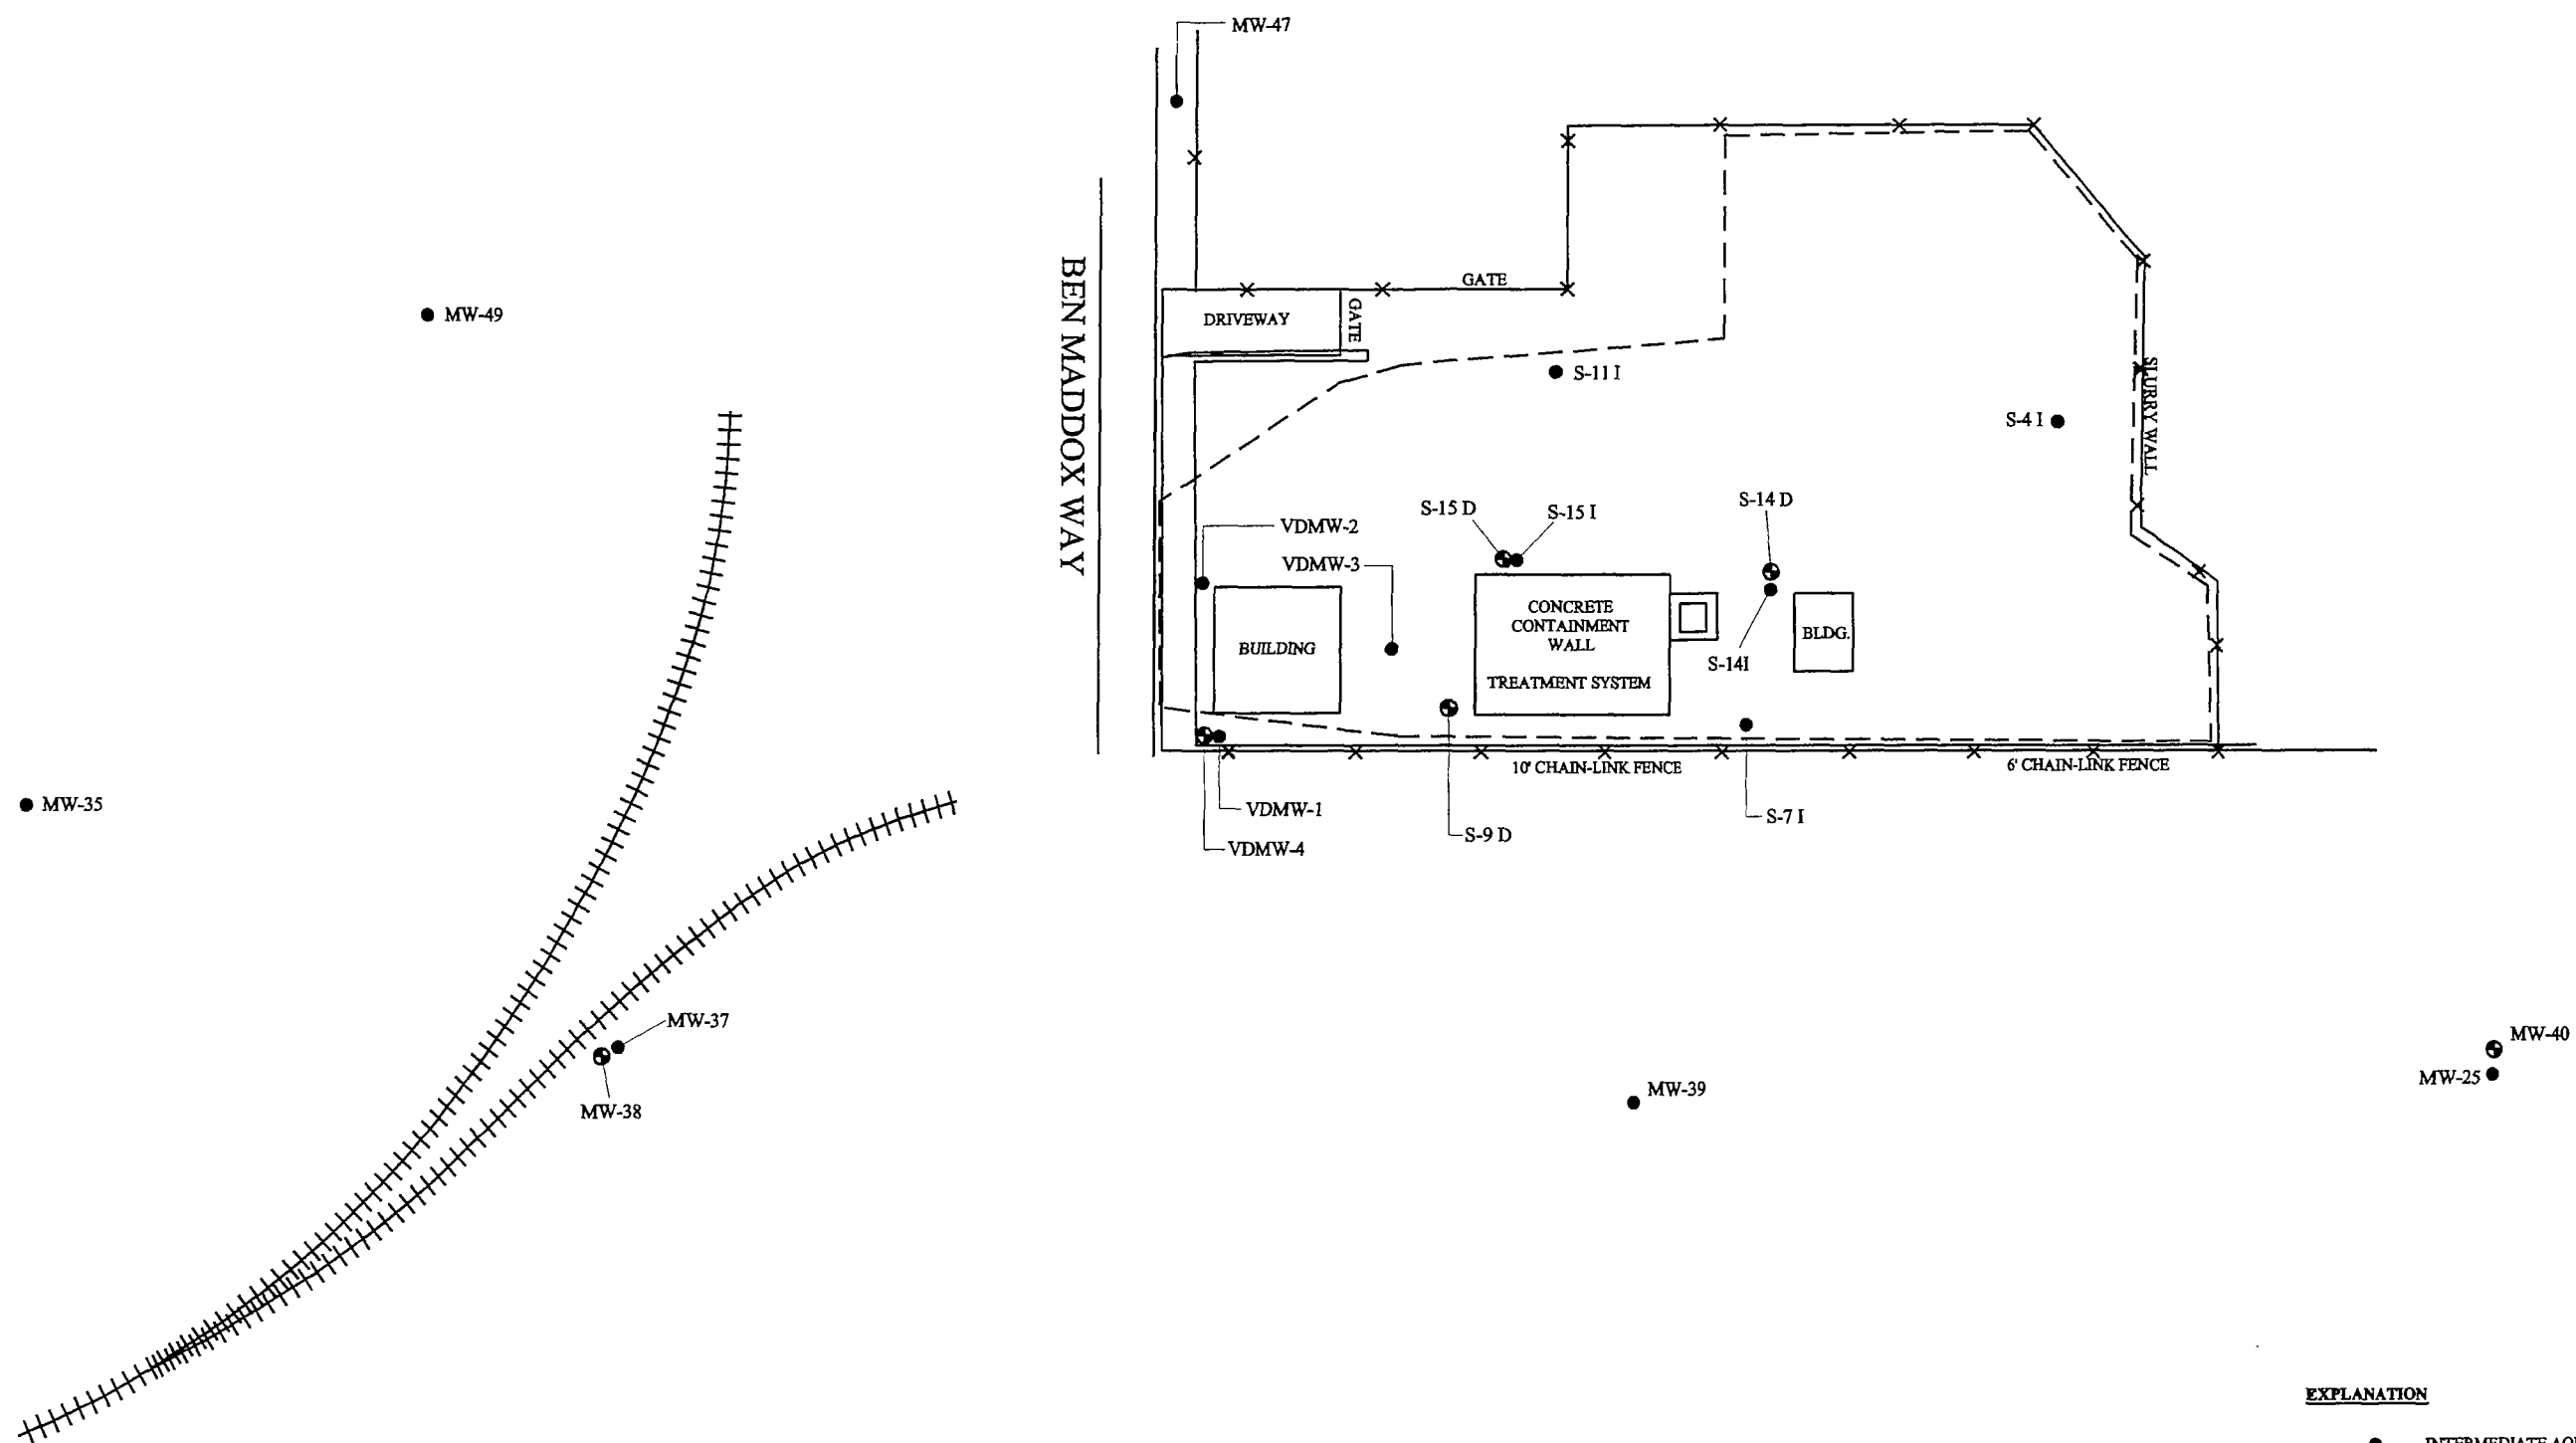 MW-47
BEN MADDOX WAY
GATE
DRIVEWAY
GATE
MW-49
S-11 I
S-4 I
SLURRY WALL
S-15 D
S-15 I
S-14 D
VDMW-2
VDMW-3
CONCRETE
CONTAINMENT
WALL
TREATMENT SYSTEM
BUILDING
BLDG.
S-14I
10' CHAIN-LINK FENCE
6' CHAIN-LINK FENCE
MW-35
VDMW-1
S-7 I
S-9 D
VDMW-4
MW-37
MW-38
MW-39
MW-40
MW-25
EXPLANATION